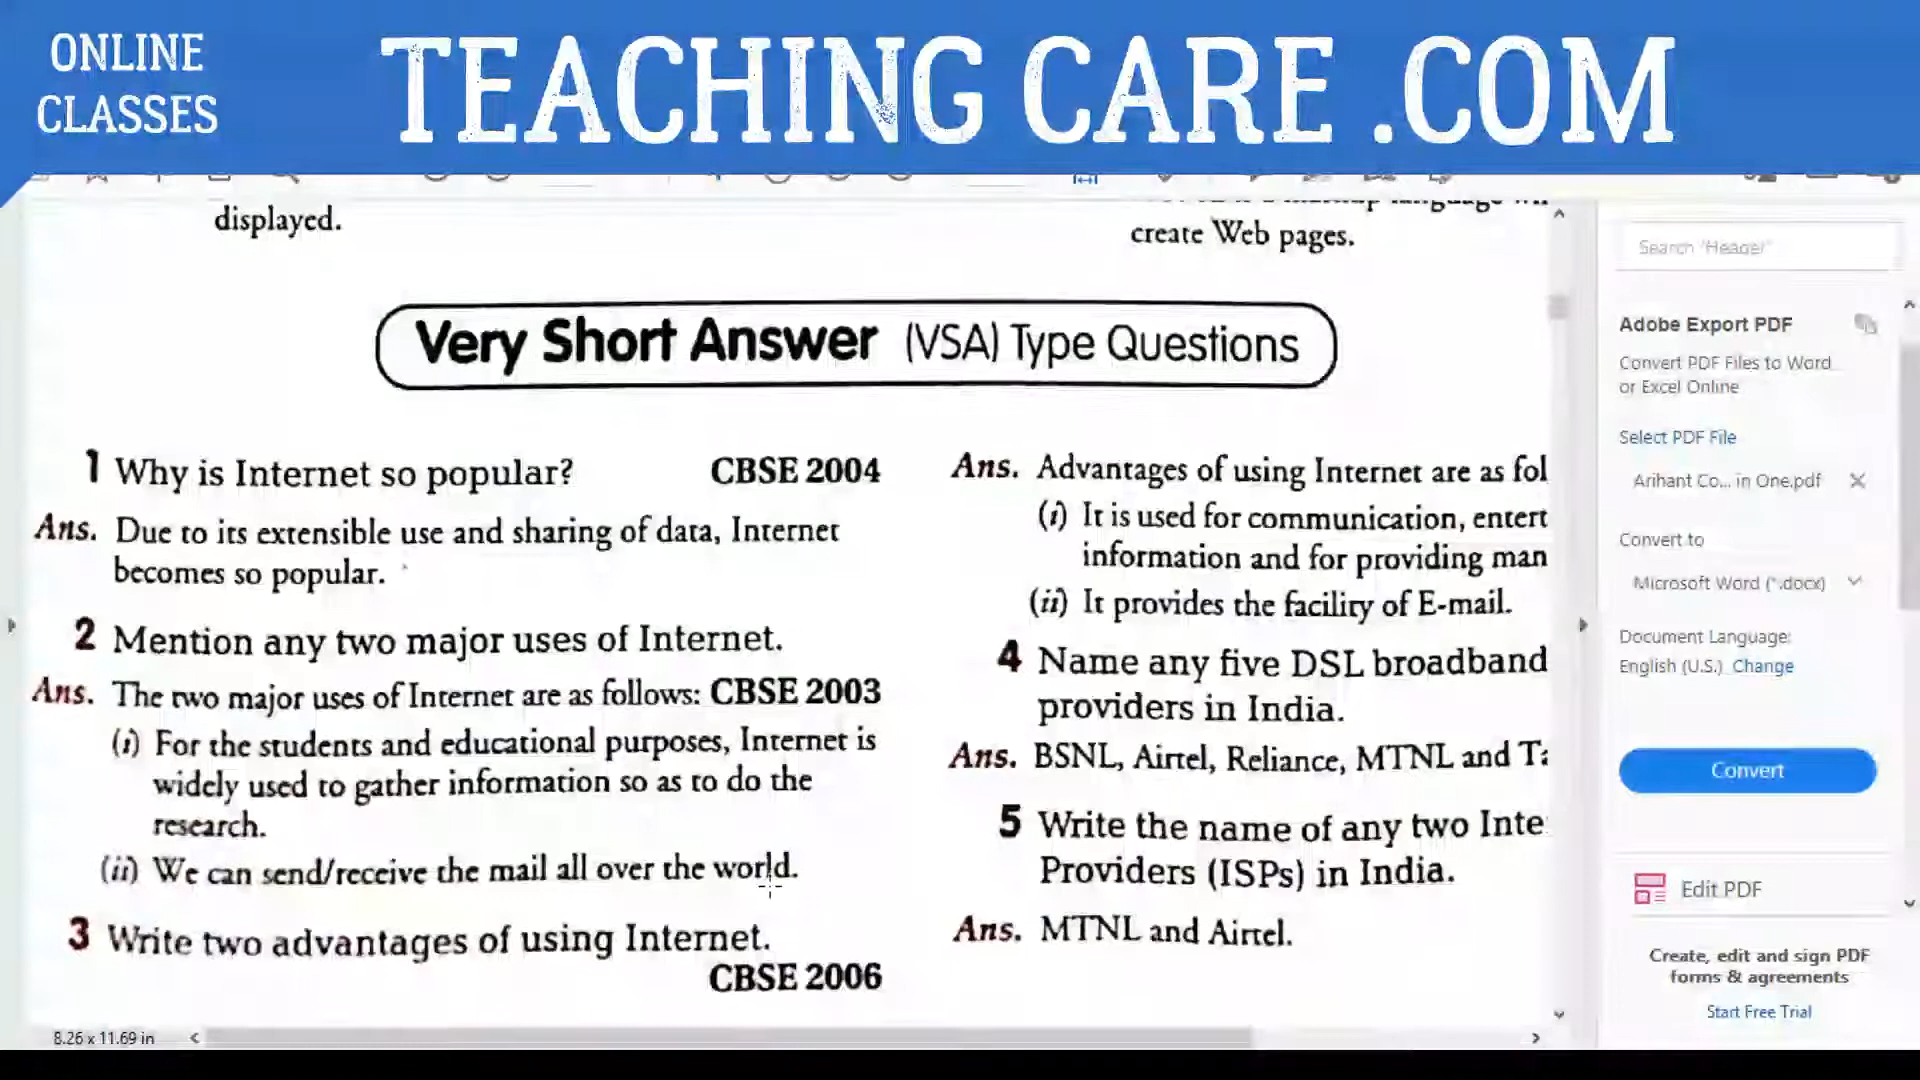 ONLINE
CLASSES
TEACHING CARE .COM
displayed.
create Web pages.
Very Short Answer (VSA) Type Questions
1 Why is Internet so popular? CBSE 2004
Ans. Due to its extensible use and sharing of data, Internet
becomes so popular.
2 Mention any two major uses of Internet.
Ans. The two major uses of Internet are as follows: CBSE 2003
(i) For the students and educational purposes, Internet is
widely used to gather information so as to do the
research.
(ii) We can send/receive the mail all over the world.
3 Write two advantages of using Internet.
CBSE 2006
Ans. Advantages of using Internet are as fol
(i) It is used for communication, entert
information and for providing man
(ii) It provides the facility of E-mail.
4 Name any five DSL broadband
providers in India.
Ans. BSNL, Airtel, Reliance, MTNL and Ta
5 Write the name of any two Inte
Providers (ISPs) in India.
Ans. MTNL and Airtel.
8.26 x 11.69 in
Search "Header"
Adobe Export PDF
Convert PDF Files to Word
or Excel Online
Select PDF File
Arihant Co... in One.pdf
Convert to
Microsoft Word (*.docx)
Document Language:
English (U.S.) Change
Convert
Edit PDF
Create, edit and sign PDF
forms & agreements
Start Free Trial